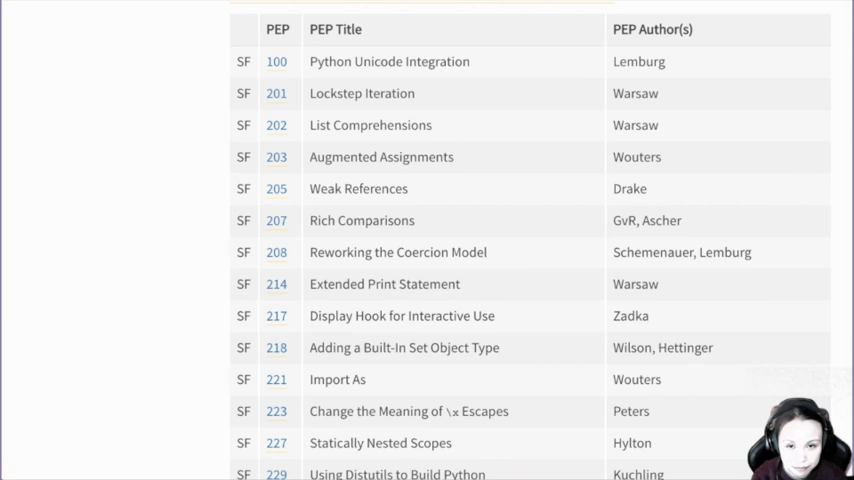 PEP PEP Title PEP Author(s)
SF 100 Python Unicode Integration Lemburg
SF 201 Lockstep Iteration Warsaw
SF 202 List Comprehensions Warsaw
SF 203 Augmented Assignments Wouters
SF 205 Weak References Drake
SF 207 Rich Comparisons GvR, Ascher
SF 208 Reworking the Coercion Model Schemenauer, Lemburg
SF 214 Extended Print Statement Warsaw
SF 217 Display Hook for Interactive Use Zadka
SF 218 Adding a Built-In Set Object Type Wilson, Hettinger
SF 221 Import As Wouters
SF 223 Change the Meaning of \x Escapes Peters
SF 227 Statically Nested Scopes Hylton
SF 229 Using Distutils to Build Python Kuchling